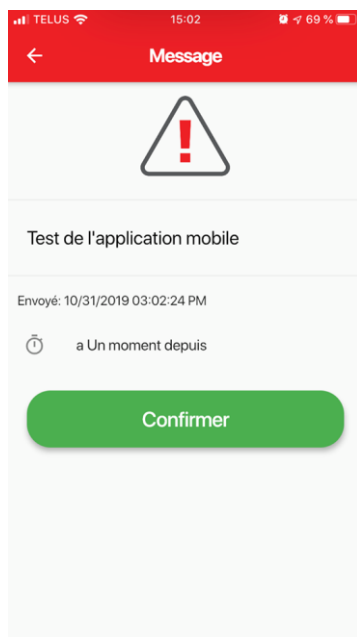 TELUS 15:02 69 %
Message
!
Test de l'application mobile
Envoyé: 10/31/2019 03:02:24 PM
a Un moment depuis
Confirmer